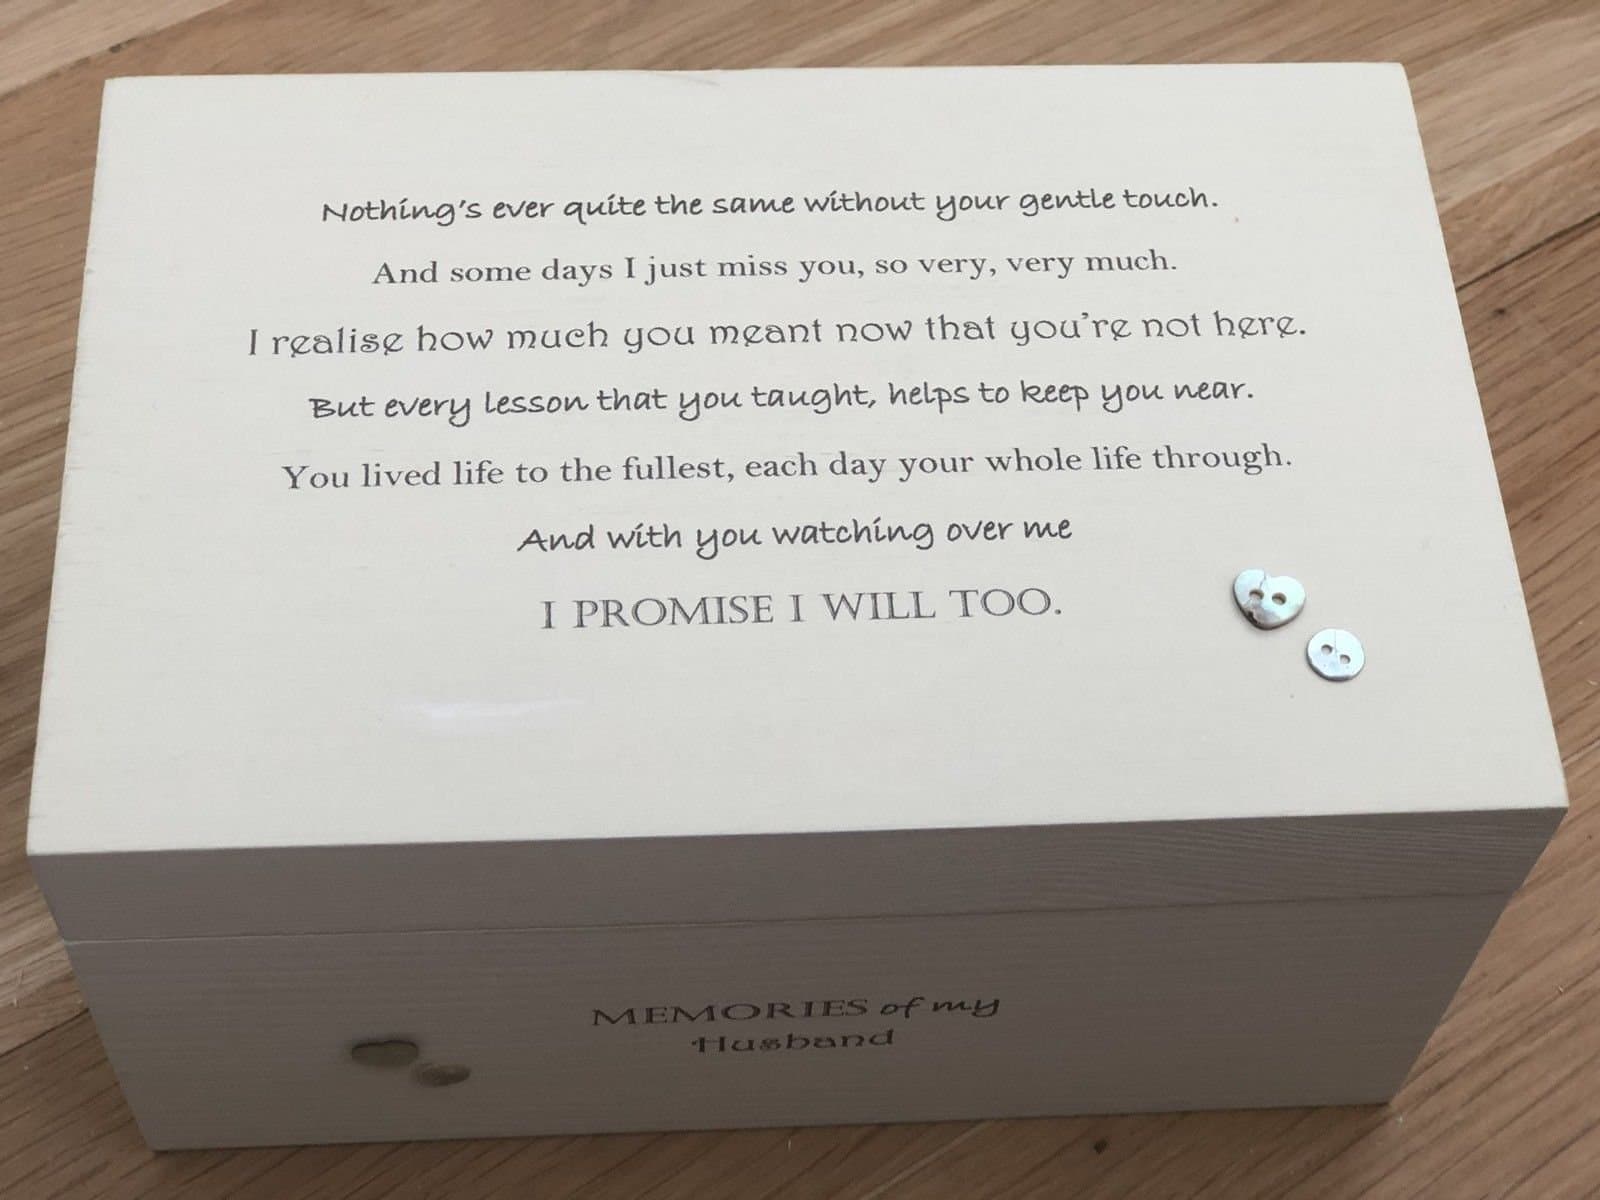 Nothing's ever quite the same without your gentle touch.
And some days I just miss you, so very, very much.
I realise how much you meant now that you're not here.
But every lesson that you taught, helps to keep you near.
You lived life to the fullest, each day your whole life through.
And with you watching over me
I PROMISE I WILL TOO.
MEMORIES of my
Husband